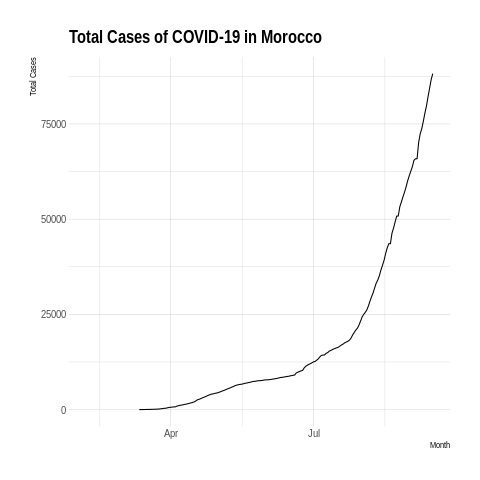 Total Cases of COVID-19 in Morocco
Total Cases
75000
50000
25000
0
Apr
Jul
Month